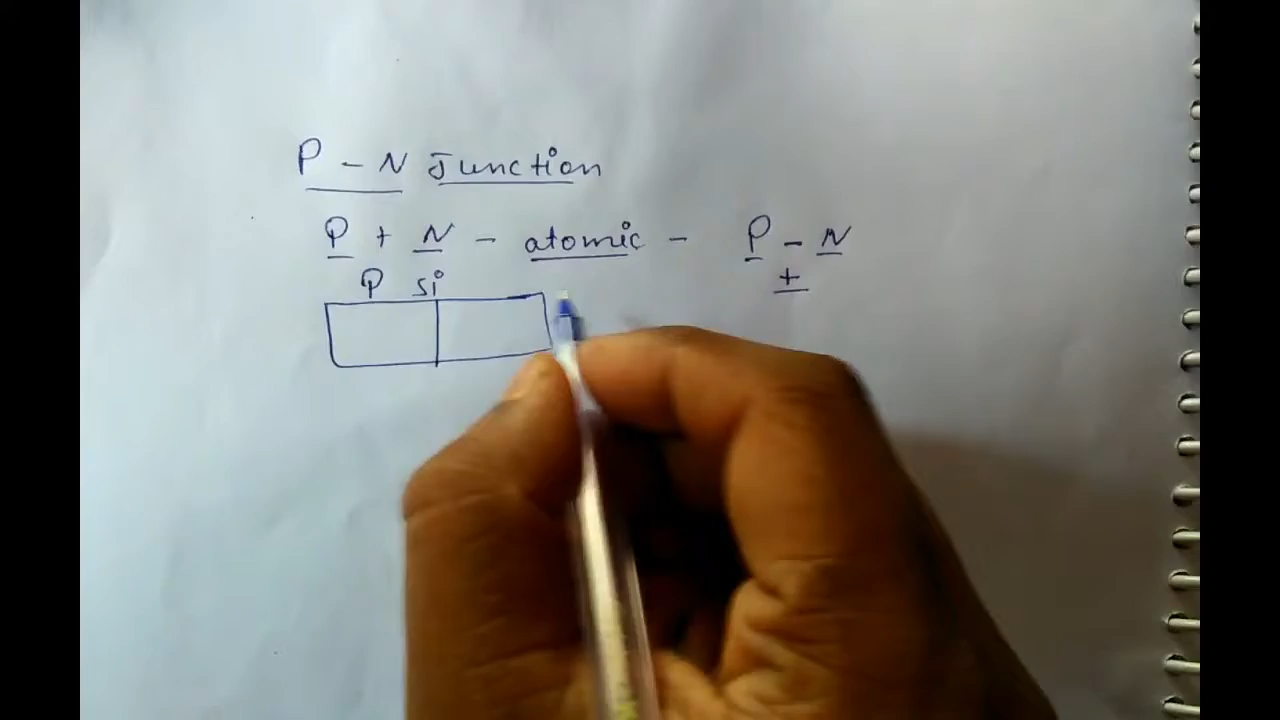 P - N Junction
P + N - atomic - P - N
+
P si